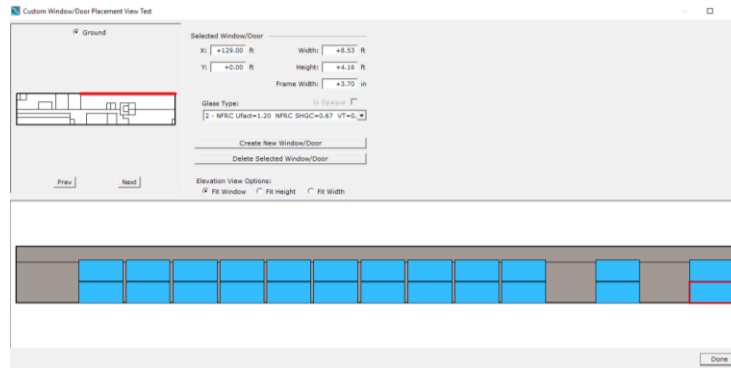 Custom Window/Door Placement View Test
Ground
Prev
Next
Selected Window/Door
X: +129.00 ft Width: +8.53 ft
Y: +0.00 ft Height: +4.16 ft
Frame Width: +3.70 in
Glass Type: Is Opaque
2 - NFRC Ufact=1.20 NFRC SHGC=0.67 VT=0.
Create New Window/Door
Delete Selected Window/Door
Elevation View Options:
Fit Window Fit Height Fit Width
Done